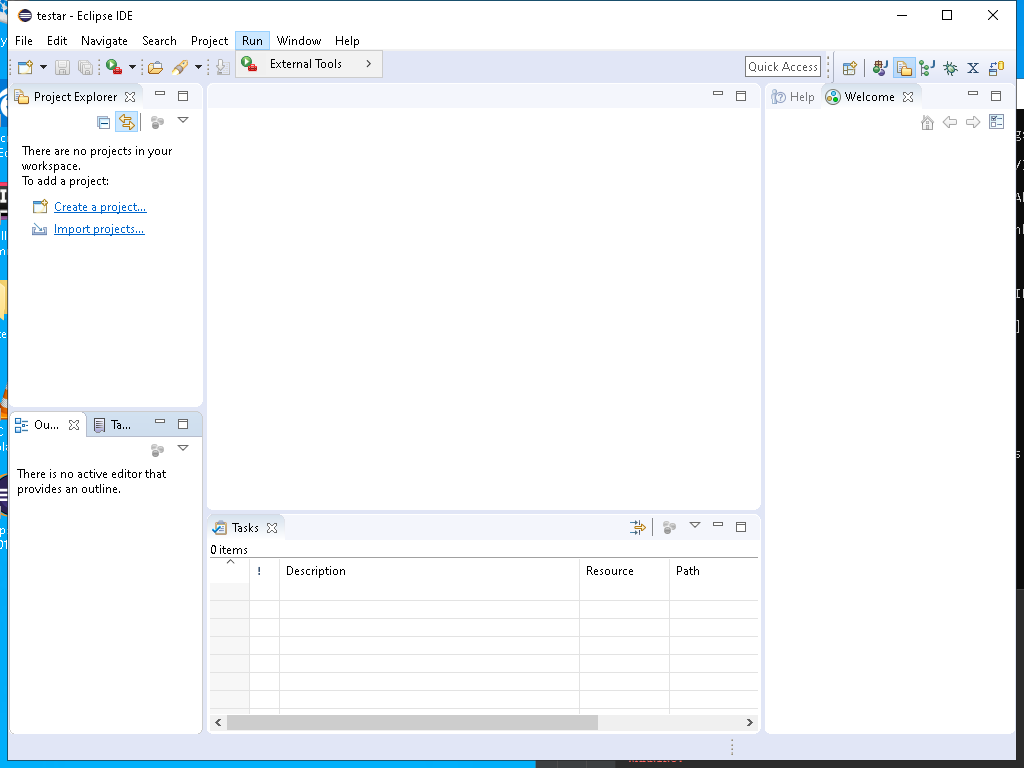 testar - Eclipse IDE
File Edit Navigate Search Project Run Window Help
External Tools
Quick Access
Project Explorer
Help
Welcome
There are no projects in your
workspace.
To add a project:
Create a project...
Import projects...
Ou...
Ta...
There is no active editor that
provides an outline.
Tasks
0 items
! Description Resource Path